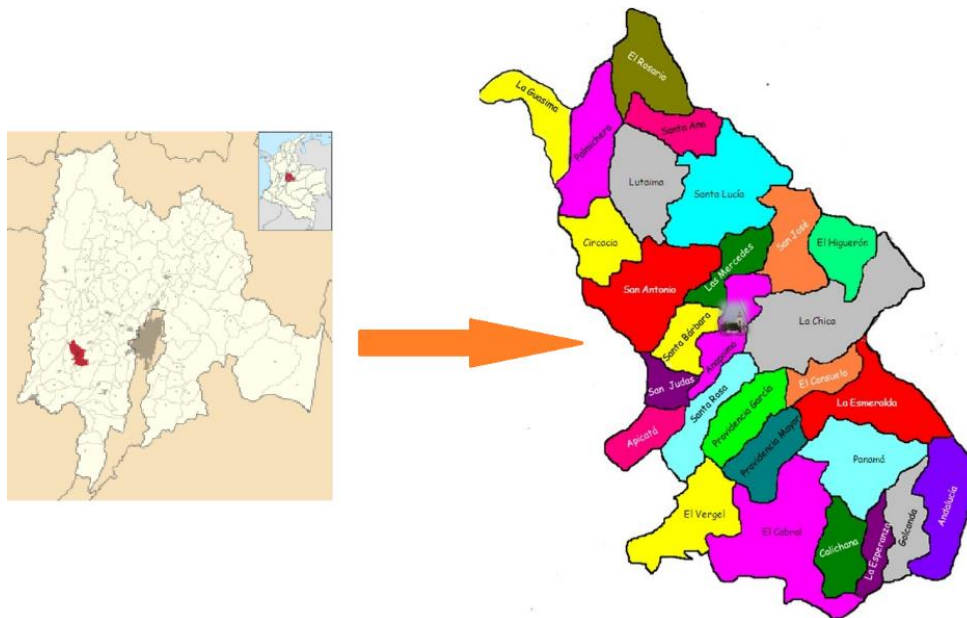 El Rosario
La Guasima
Palmichera
Santa Ana
Lutaima
Santa Lucía
Circacia
San José
El Higuerón
Las Mercedes
San Antonio
La Chica
Santa Bárbara
Anapoima
San Judas
El Consuelo
Santa Rosa
La Esmeralda
Providencia García
Apicatá
Providencia Mayor
Panamá
El Vergel
El Cabral
Andalucía
Golconda
Calichana
La Esperanza